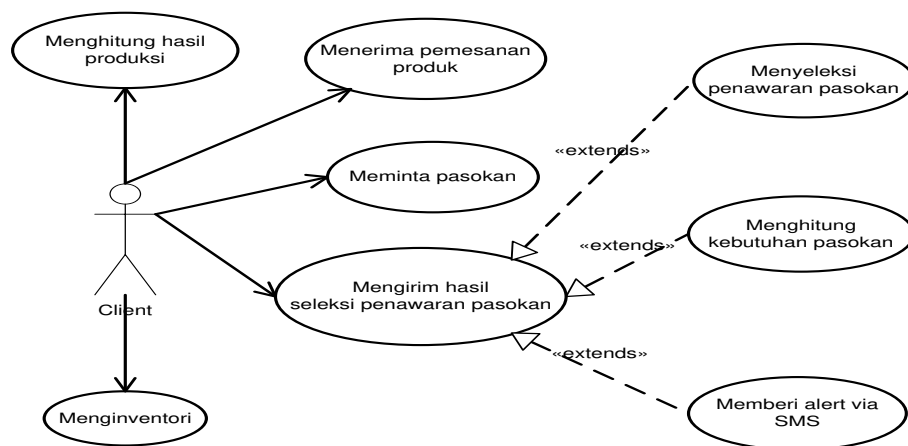 Menghitung hasil
produksi
Menerima pemesanan
produk
Menyeleksi
penawaran pasokan
«extends»
Meminta pasokan
Menghitung
kebutuhan pasokan
«extends»
Mengirim hasil
seleksi penawaran pasokan
Client
«extends»
Menginventori
Memberi alert via
SMS